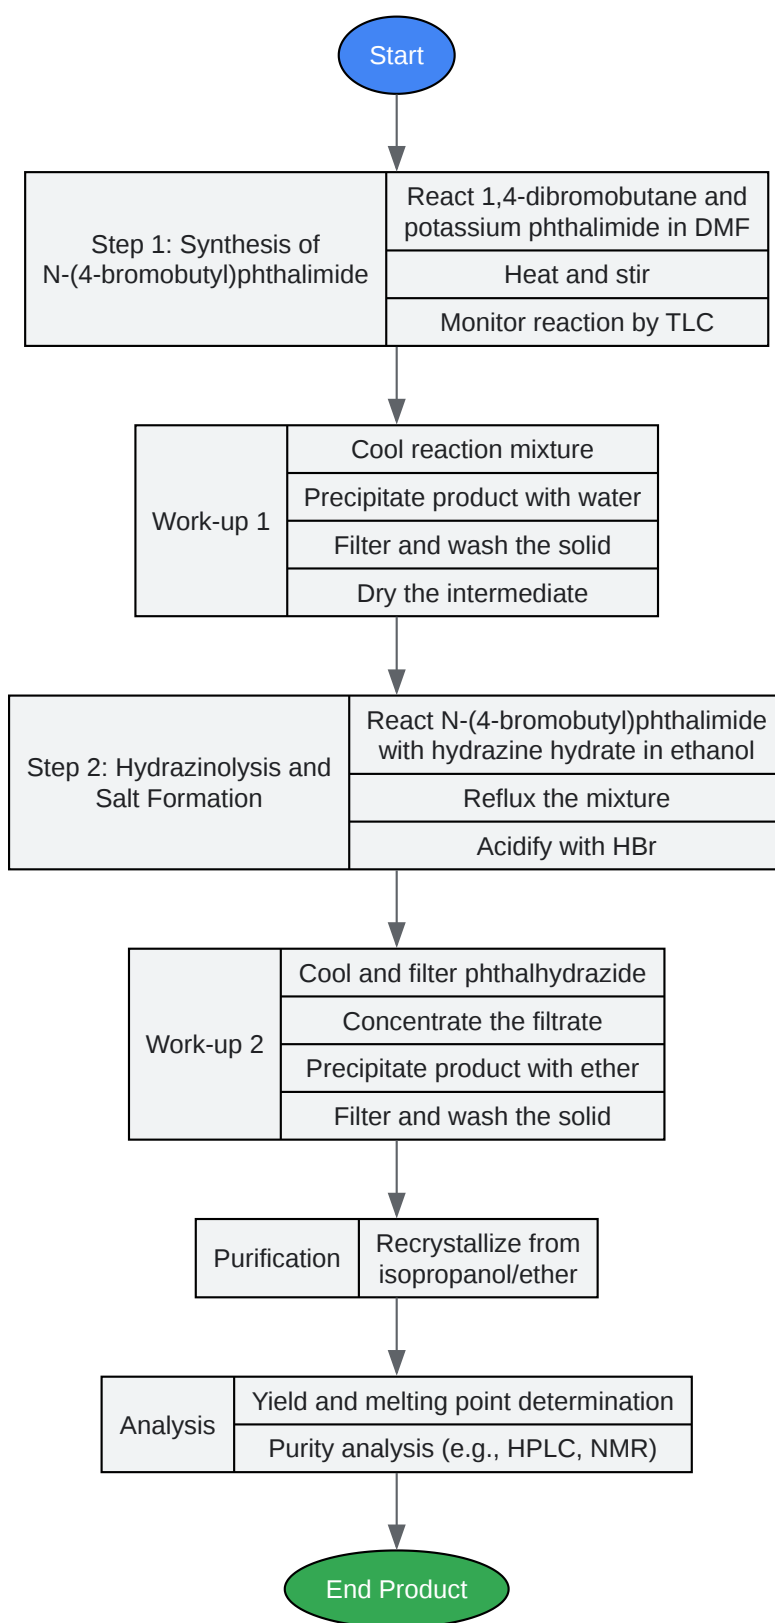 Start
Step 1: Synthesis of
N-(4-bromobutyl)phthalimide
React 1,4-dibromobutane and
potassium phthalimide in DMF
Heat and stir
Monitor reaction by TLC
Work-up 1
Cool reaction mixture
Precipitate product with water
Filter and wash the solid
Dry the intermediate
Step 2: Hydrazinolysis and
Salt Formation
React N-(4-bromobutyl)phthalimide
with hydrazine hydrate in ethanol
Reflux the mixture
Acidify with HBr
Work-up 2
Cool and filter phthalhydrazide
Concentrate the filtrate
Precipitate product with ether
Filter and wash the solid
Purification
Recrystallize from
isopropanol/ether
Analysis
Yield and melting point determination
Purity analysis (e.g., HPLC, NMR)
End Product